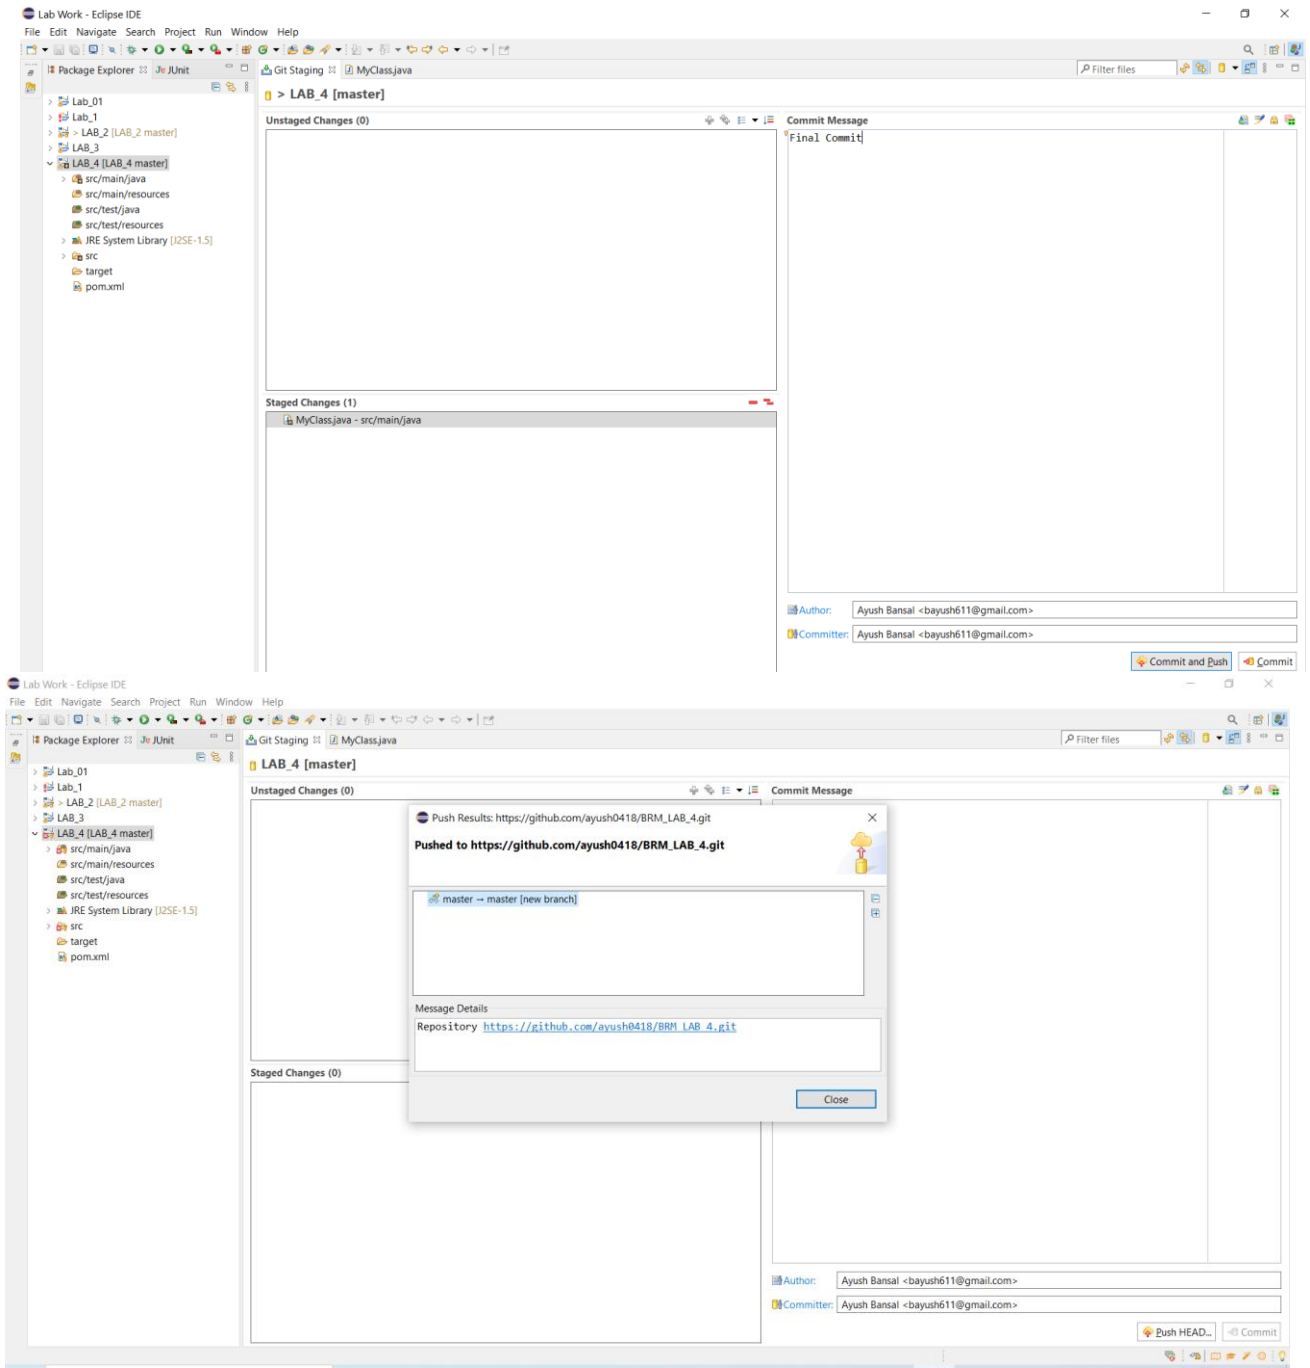 Lab Work - Eclipse IDE
File Edit Navigate Search Project Run Window Help
Package Explorer JUnit
Git Staging MyClass.java
Filter files
> LAB_4 [master]
Lab_01
Lab_1
> LAB_2 [LAB_2 master]
LAB_3
LAB_4 [LAB_4 master]
src/main/java
src/main/resources
src/test/java
src/test/resources
JRE System Library [J2SE-1.5]
src
target
pom.xml
Unstaged Changes (0)
Staged Changes (1)
MyClass.java - src/main/java
Commit Message
Final Commit
Author: Ayush Bansal <bayush611@gmail.com>
Committer: Ayush Bansal <bayush611@gmail.com>
Commit and Push Commit
Lab Work - Eclipse IDE
File Edit Navigate Search Project Run Window Help
Package Explorer JUnit
Git Staging MyClass.java
Filter files
LAB_4 [master]
Lab_01
Lab_1
> LAB_2 [LAB_2 master]
LAB_3
LAB_4 [LAB_4 master]
src/main/java
src/main/resources
src/test/java
src/test/resources
JRE System Library [J2SE-1.5]
src
target
pom.xml
Unstaged Changes (0)
Staged Changes (0)
Commit Message
Push Results: https://github.com/ayush0418/BRM_LAB_4.git
Pushed to https://github.com/ayush0418/BRM_LAB_4.git
master → master [new branch]
Message Details
Repository https://github.com/ayush0418/BRM_LAB_4.git
Close
Author: Ayush Bansal <bayush611@gmail.com>
Committer: Ayush Bansal <bayush611@gmail.com>
Push HEAD... Commit